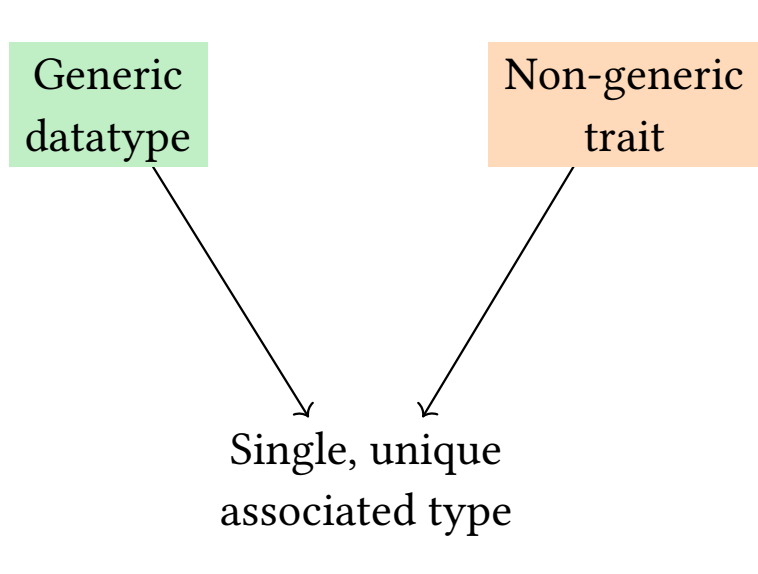 Generic
datatype
Non-generic
trait
Single, unique
associated type